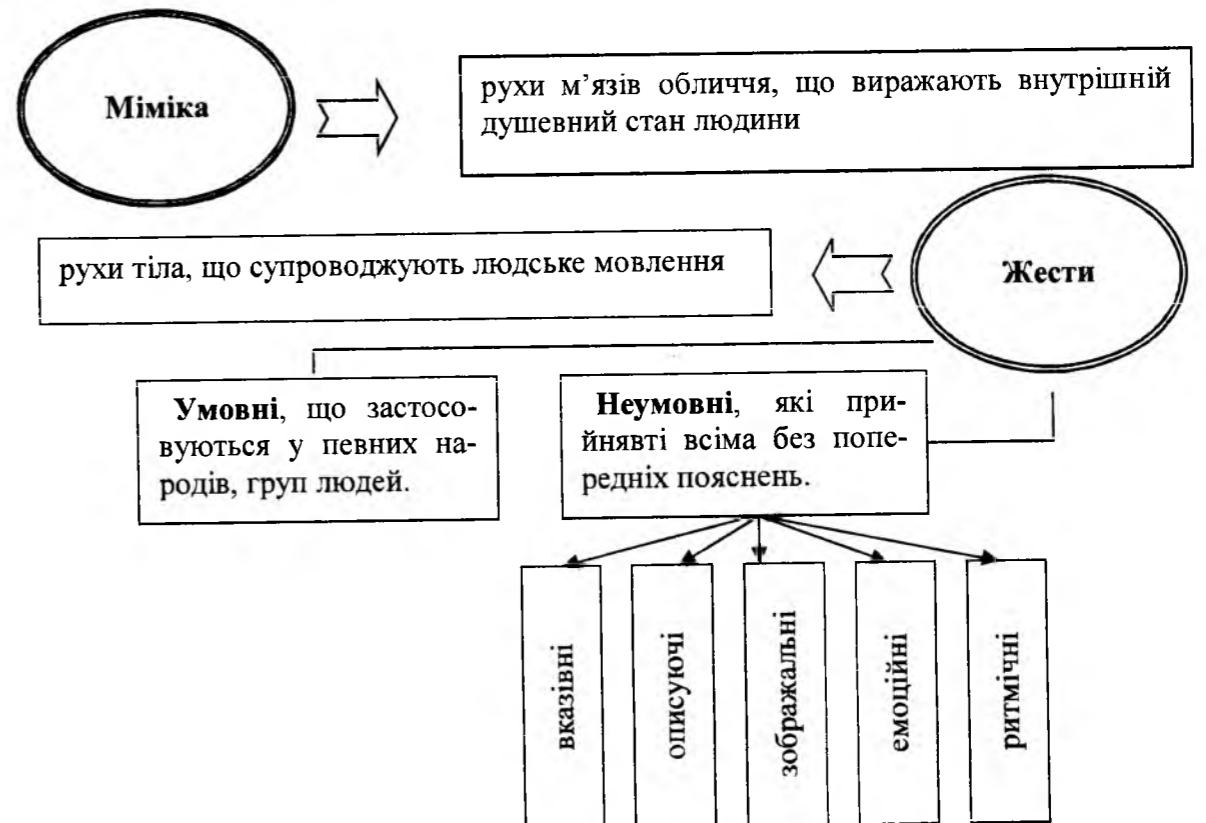 Міміка
рухи м’язів обличчя, що виражають внутрішній
душевний стан людини
рухи тіла, що супроводжують людське мовлення
Жести
Умовні, що застосо-
вуються у певних на-
родів, груп людей.
Неумовні, які при-
йнявті всіма без попе-
редніх пояснень.
вказівні
описуючі
зображальні
емоційні
ритмічні